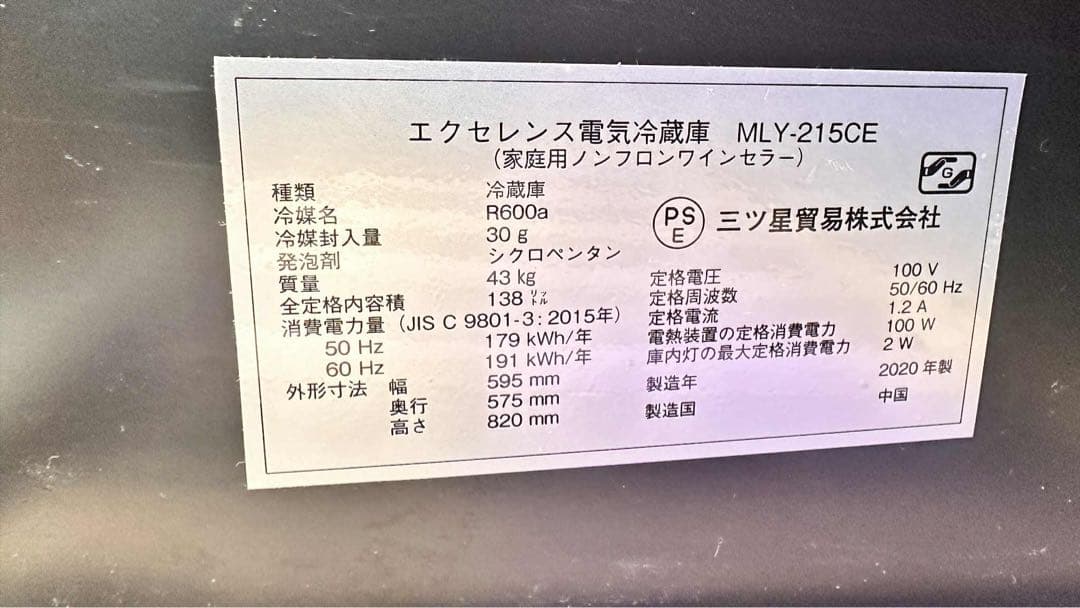 エクセレンス電気冷蔵庫 MLY-215CE
(家庭用ノンフロンワインセラー)
G
種類 冷蔵庫
冷媒名 R600a
冷媒封入量 30 g
発泡剤 シクロペンタン
質量 43 kg
全定格内容積 138 リットル
消費電力量 (JIS C 9801-3:2015年)
50 Hz 179 kWh/年
60 Hz 191 kWh/年
外形寸法 幅 595 mm
奥行 575 mm
高さ 820 mm
PS
E
三ツ星貿易株式会社
定格電圧 100 V
定格周波数 50/60 Hz
定格電流 1.2 A
電熱装置の定格消費電力 100 W
庫内灯の最大定格消費電力 2 W
製造年 2020 年製
製造国 中国